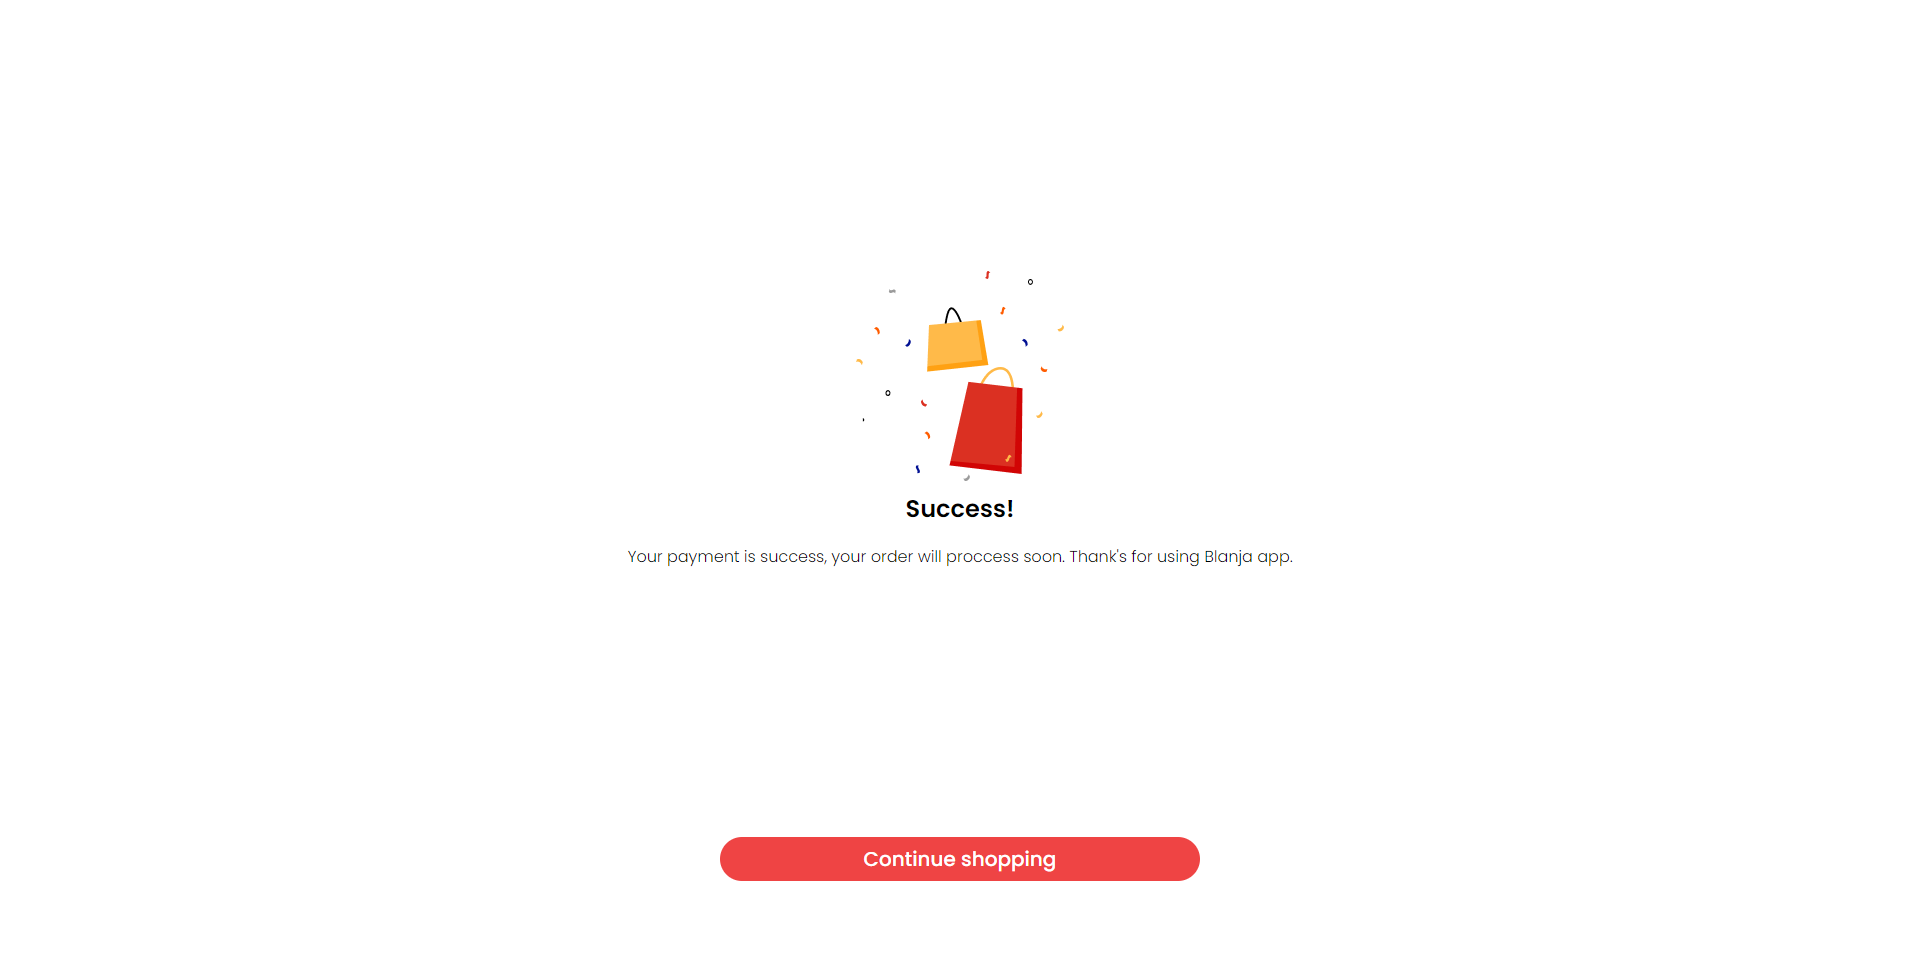 Success!
Your payment is success, your order will proccess soon. Thank's for using Blanja app.
Continue shopping